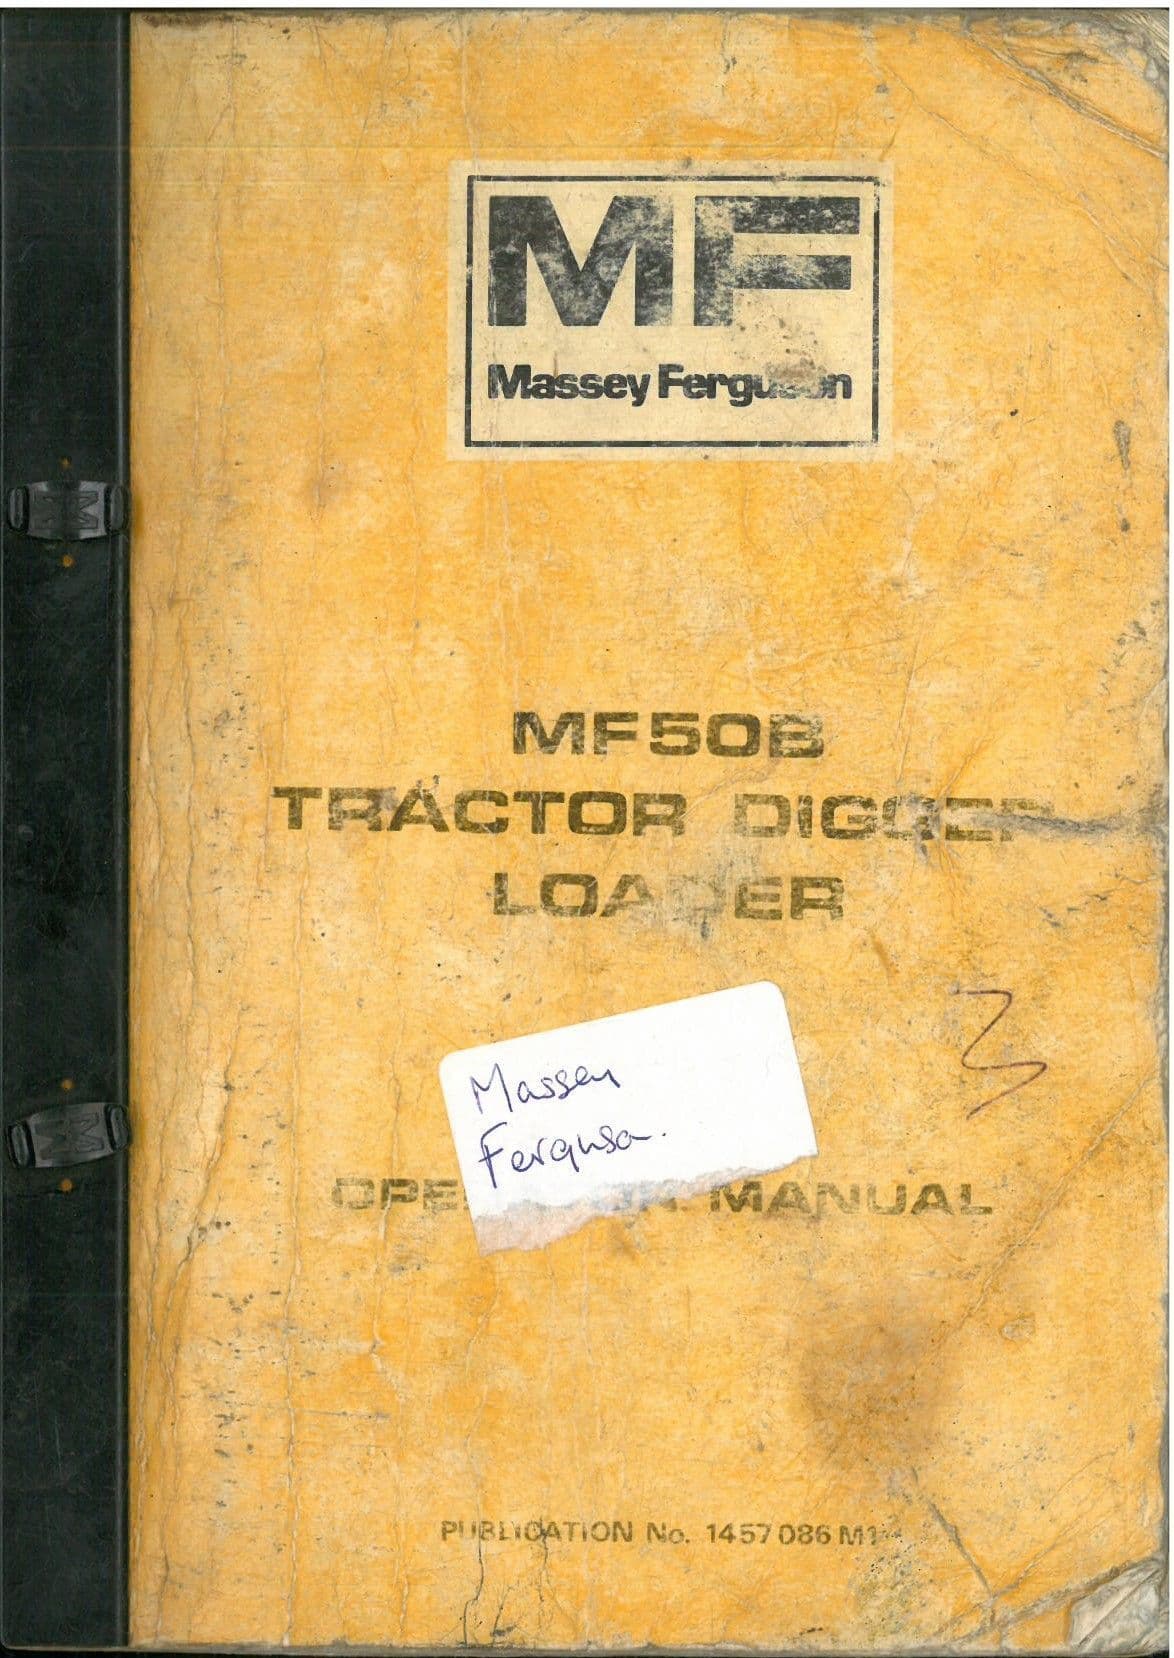 MF
Massey Ferguson
MF50B
TRACTOR DIGGER
LOADER
Massey
Ferguson.
MANUAL
PUBLICATION No. 1457 086 M1